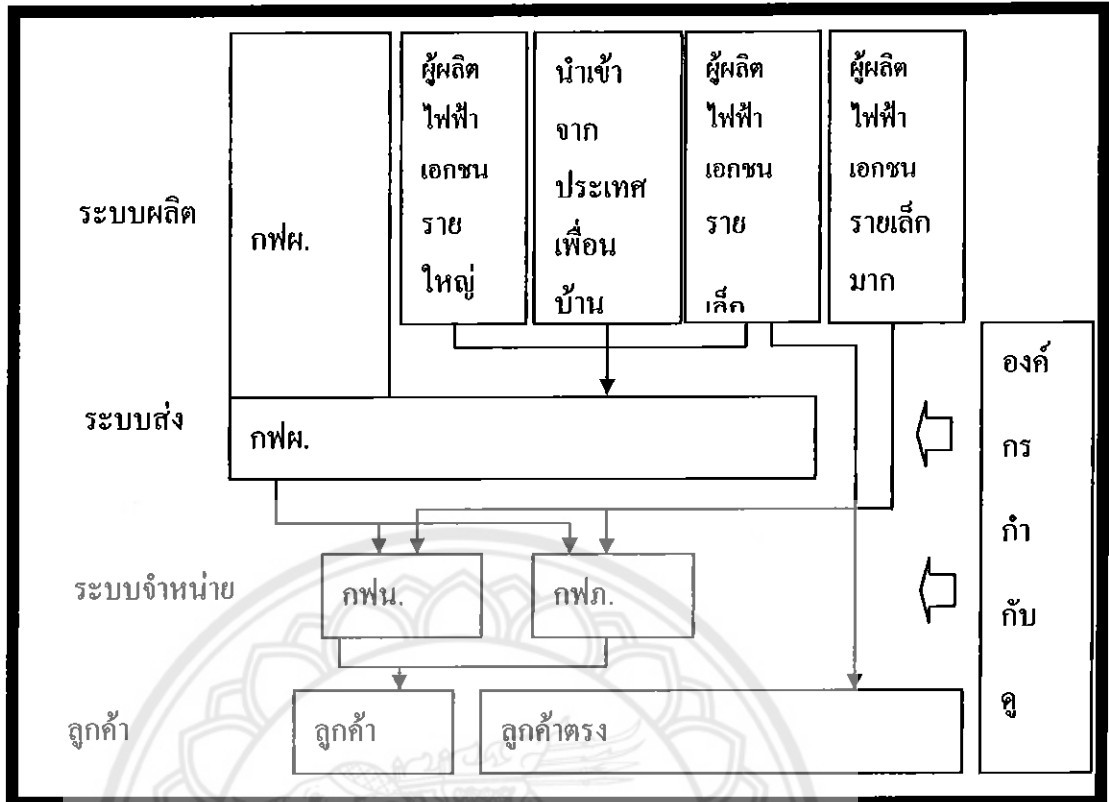 ระบบผลิต
กฟผ.
ผู้ผลิต
ไฟฟ้า
เอกชน
ราย
ใหญ่
นำเข้า
จาก
ประเทศ
เพื่อน
บ้าน
ผู้ผลิต
ไฟฟ้า
เอกชน
ราย
เล็ก
ผู้ผลิต
ไฟฟ้า
เอกชน
รายเล็ก
มาก
ระบบส่ง
กฟผ.
ระบบจำหน่าย
กฟน.
กฟภ.
ลูกค้า
ลูกค้า
ลูกค้าตรง
องค์
กร
กำ
กับ
ดู